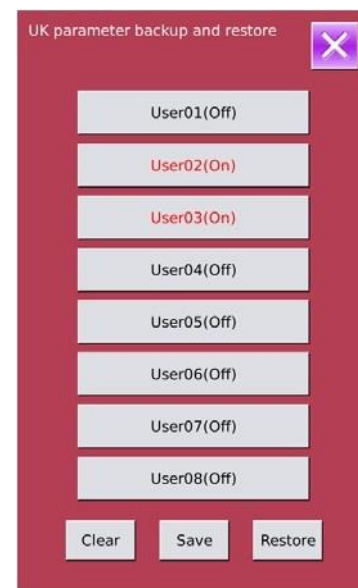 UK parameter backup and restore
User01(Off)
User02(On)
User03(On)
User04(Off)
User05(Off)
User06(Off)
User07(Off)
User08(Off)
Clear Save Restore